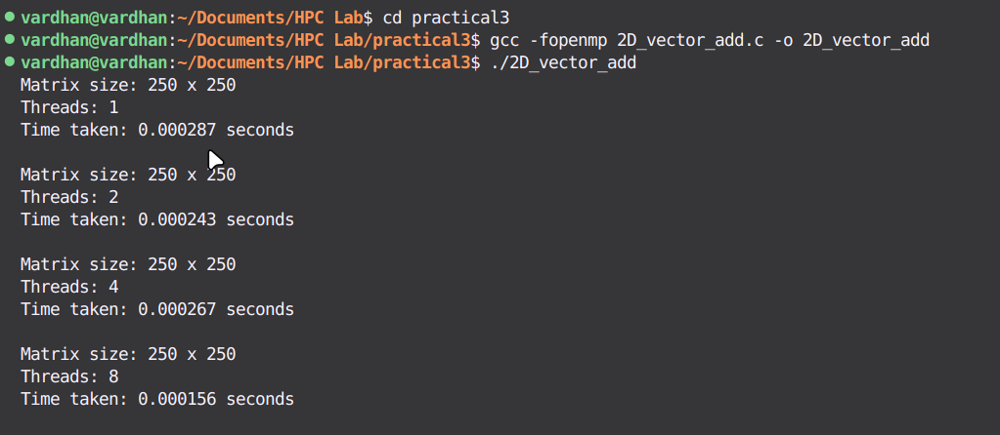 vardhan@vardhan:~/Documents/HPC Lab$ cd practical3
vardhan@vardhan:~/Documents/HPC Lab/practical3$ gcc -fopenmp 2D_vector_add.c -o 2D_vector_add
vardhan@vardhan:~/Documents/HPC Lab/practical3$ ./2D_vector_add
Matrix size: 250 x 250
Threads: 1
Time taken: 0.000287 seconds
Matrix size: 250 x 250
Threads: 2
Time taken: 0.000243 seconds
Matrix size: 250 x 250
Threads: 4
Time taken: 0.000267 seconds
Matrix size: 250 x 250
Threads: 8
Time taken: 0.000156 seconds